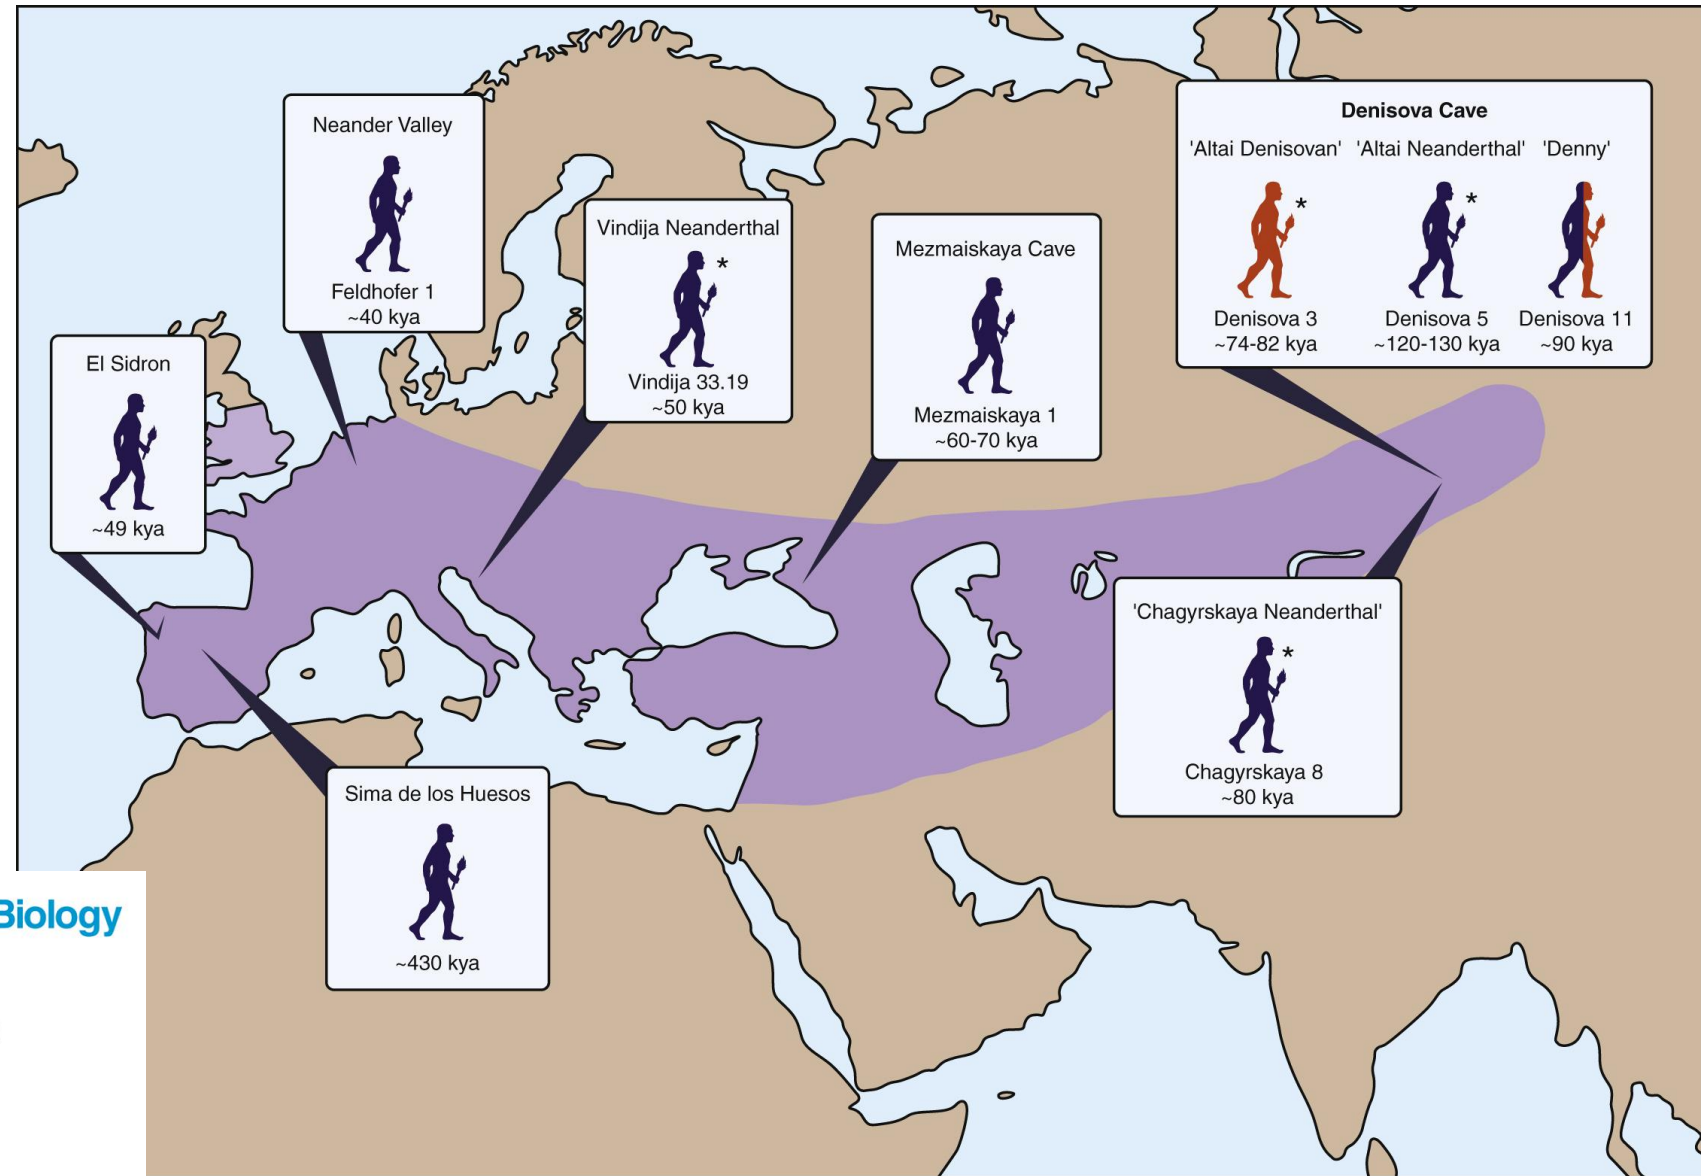 Neander Valley
Feldhofer 1
~40 kya
Vindija Neanderthal
*
Vindija 33.19
~50 kya
Mezmaiskaya Cave
Mezmaiskaya 1
~60-70 kya
Denisova Cave
'Altai Denisovan' 'Altai Neanderthal' 'Denny'
* *
Denisova 3 Denisova 5 Denisova 11
~74-82 kya ~120-130 kya ~90 kya
El Sidron
~49 kya
'Chagyrskaya Neanderthal'
*
Chagyrskaya 8
~80 kya
Sima de los Huesos
~430 kya
Biology